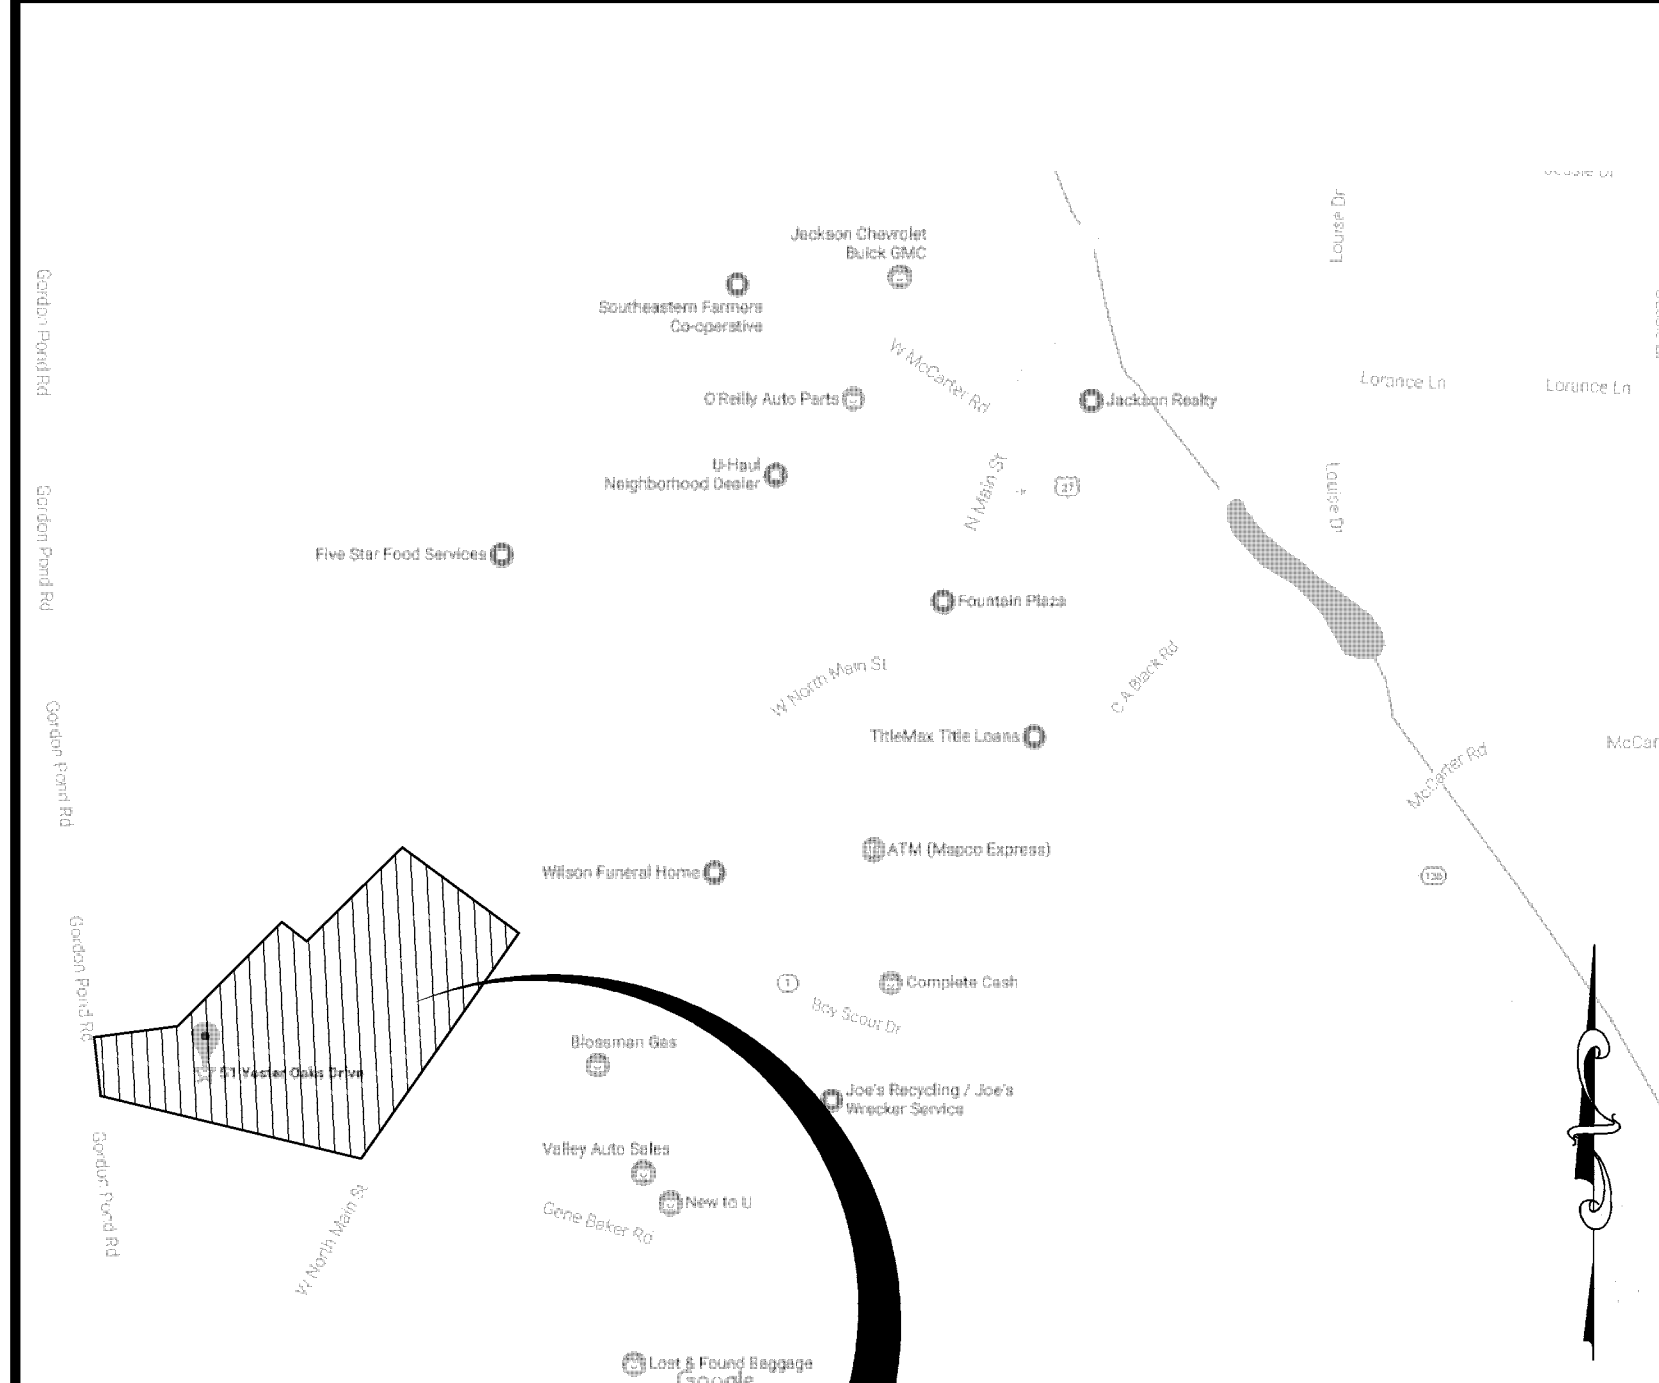 Louise Dr
Jackson Chevrolet
Buick GMC
Gordon Pond Rd
Southeastern Farmers
Co-operative
W McCarter Rd
Lorance Ln
Lorance Ln
O'Reilly Auto Parts
Jackson Realty
U-Haul
Neighborhood Dealer
N Main St
27
Louise Dr
Gordon Pond Rd
Five Star Food Services
Fountain Plaza
W North Main St
C A Black Rd
Gordon Pond Rd
TitleMax Title Loans
McCarter Rd
McCar
ATM (Mapco Express)
Wilson Funeral Home
136
Gordon Pond Rd
1
Complete Cash
Boy Scout Dr
Blossman Gas
51 Yester Oaks Drive
Joe's Recycling / Joe's
Wrecker Service
Gordon Pond Rd
Valley Auto Sales
New to U
W North Main St
Gene Baker Rd
Lost & Found Baggage
Google